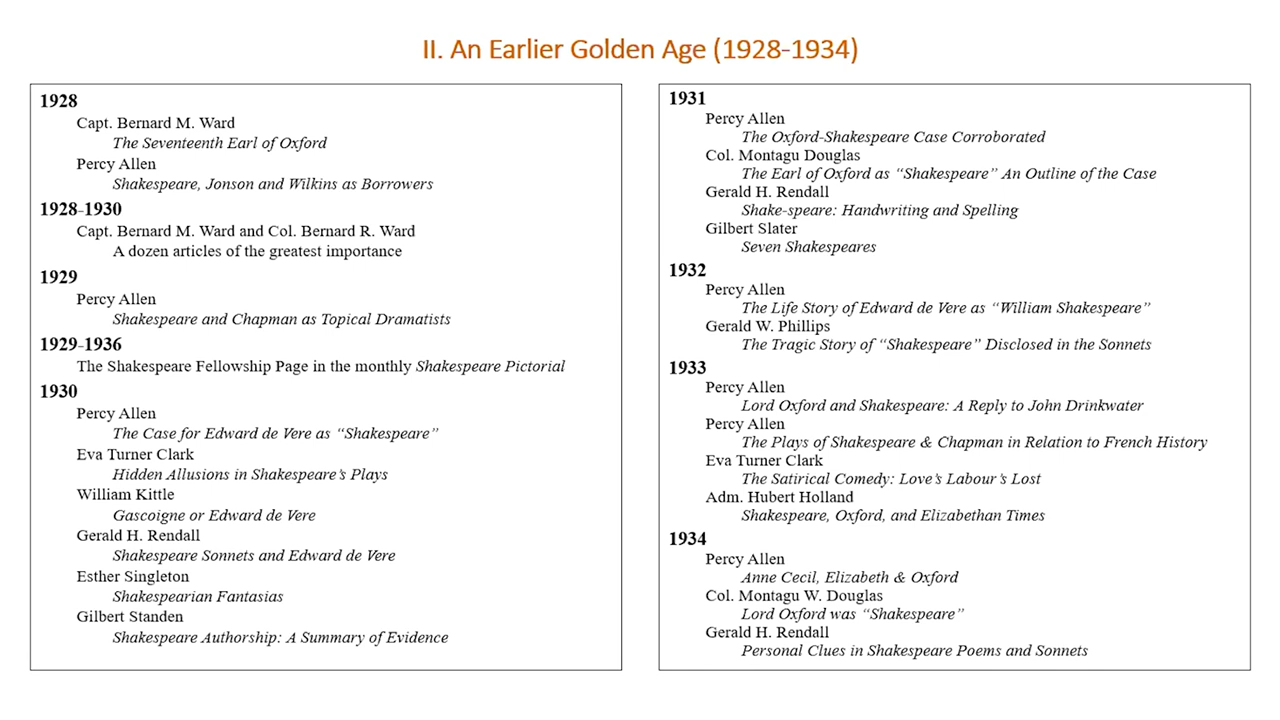 II. An Earlier Golden Age (1928-1934)
1928
Capt. Bernard M. Ward
The Seventeenth Earl of Oxford
Percy Allen
Shakespeare, Jonson and Wilkins as Borrowers
1928-1930
Capt. Bernard M. Ward and Col. Bernard R. Ward
A dozen articles of the greatest importance
1929
Percy Allen
Shakespeare and Chapman as Topical Dramatists
1929-1936
The Shakespeare Fellowship Page in the monthly Shakespeare Pictorial
1930
Percy Allen
The Case for Edward de Vere as “Shakespeare”
Eva Turner Clark
Hidden Allusions in Shakespeare’s Plays
William Kittle
Gascoigne or Edward de Vere
Gerald H. Rendall
Shakespeare Sonnets and Edward de Vere
Esther Singleton
Shakespearian Fantasias
Gilbert Standen
Shakespeare Authorship: A Summary of Evidence
1931
Percy Allen
The Oxford-Shakespeare Case Corroborated
Col. Montagu Douglas
The Earl of Oxford as “Shakespeare” An Outline of the Case
Gerald H. Rendall
Shake-speare: Handwriting and Spelling
Gilbert Slater
Seven Shakespeares
1932
Percy Allen
The Life Story of Edward de Vere as “William Shakespeare”
Gerald W. Phillips
The Tragic Story of “Shakespeare” Disclosed in the Sonnets
1933
Percy Allen
Lord Oxford and Shakespeare: A Reply to John Drinkwater
Percy Allen
The Plays of Shakespeare & Chapman in Relation to French History
Eva Turner Clark
The Satirical Comedy: Love’s Labour’s Lost
Adm. Hubert Holland
Shakespeare, Oxford, and Elizabethan Times
1934
Percy Allen
Anne Cecil, Elizabeth & Oxford
Col. Montagu W. Douglas
Lord Oxford was “Shakespeare”
Gerald H. Rendall
Personal Clues in Shakespeare Poems and Sonnets